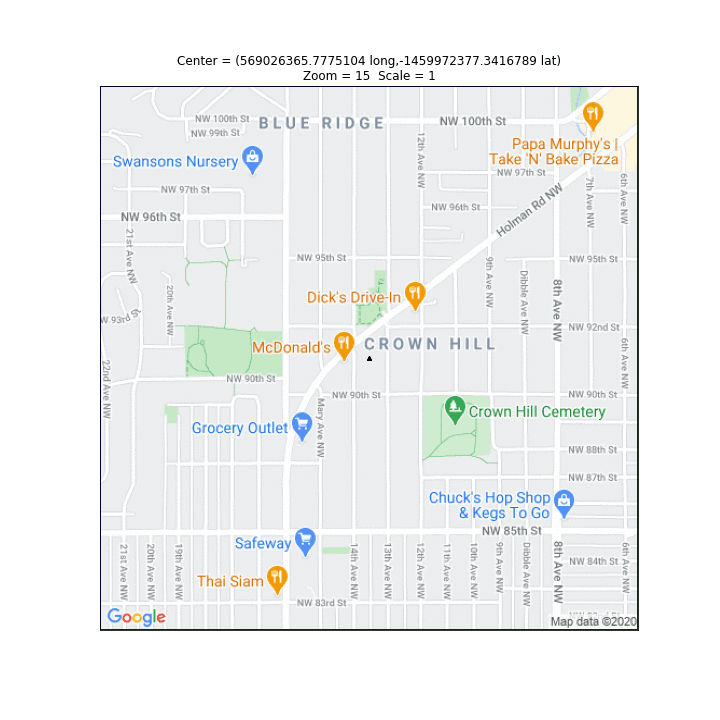 Center = (569026365.7775104 long,-1459972377.3416789 lat)
Zoom = 15  Scale = 1
NW 100th St
BLUE RIDGE
NW 100th St
NW 99th St
Papa Murphy's |
Take 'N' Bake Pizza
12th Ave NW
Swansons Nursery
NW 97th St
NW 97th St
7th Ave NW
6th Ave NW
NW 96th St
NW 96th St
Holman Rd NW
21st Ave NW
NW 95th St
NW 95th St
9th Ave NW
Dibble Ave NW
8th Ave NW
20th Ave NW
Dick's Drive-In
NW 92nd St
6th Ave NW
McDonald's
CROWN HILL
22nd Ave NW
NW 90th St
NW 90th St
NW 90th St
Mary Ave NW
Crown Hill Cemetery
Grocery Outlet
NW 88th St
NW 87th St
Chuck's Hop Shop
& Kegs To Go
NW 85th St
Safeway
21st Ave NW
20th Ave NW
19th Ave NW
14th Ave NW
13th Ave NW
12th Ave NW
11th Ave NW
10th Ave NW
9th Ave NW
Dibble Ave NW
8th Ave NW
NW 84th St
6th Ave NW
Thai Siam
NW 83rd St
Google
Map data ©2020